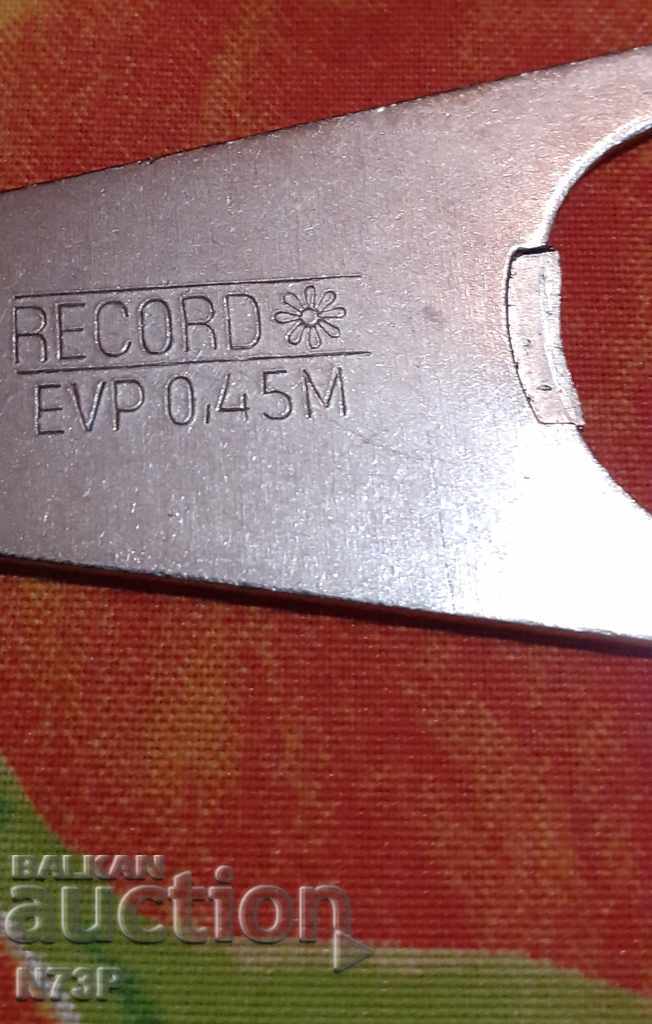 RECORD
EVP 0,45M
BALKAN
auction
N73P